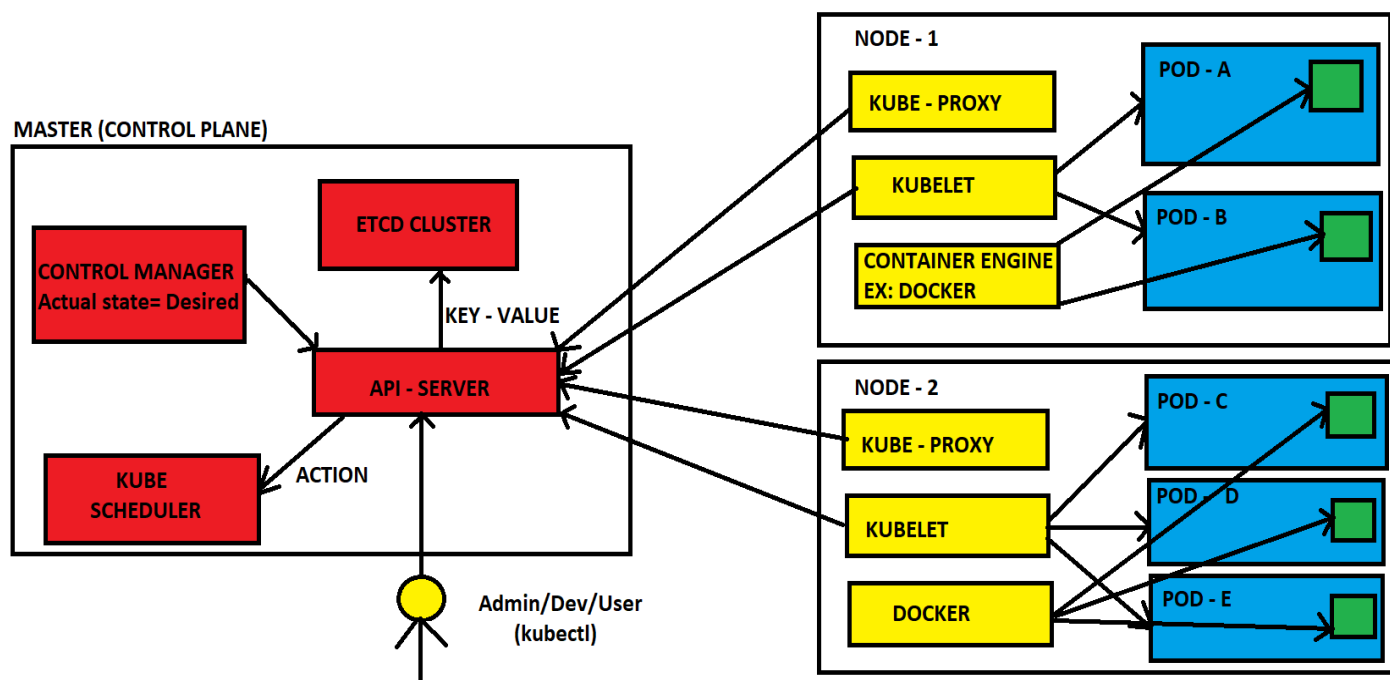 MASTER (CONTROL PLANE)
ETCD CLUSTER
CONTROL MANAGER
Actual state= Desired
KEY - VALUE
API - SERVER
KUBE
SCHEDULER
ACTION
Admin/Dev/User
(kubectl)
NODE - 1
KUBE - PROXY
KUBELET
CONTAINER ENGINE
EX: DOCKER
POD - A
POD - B
NODE - 2
KUBE - PROXY
KUBELET
DOCKER
POD - C
POD - D
POD - E